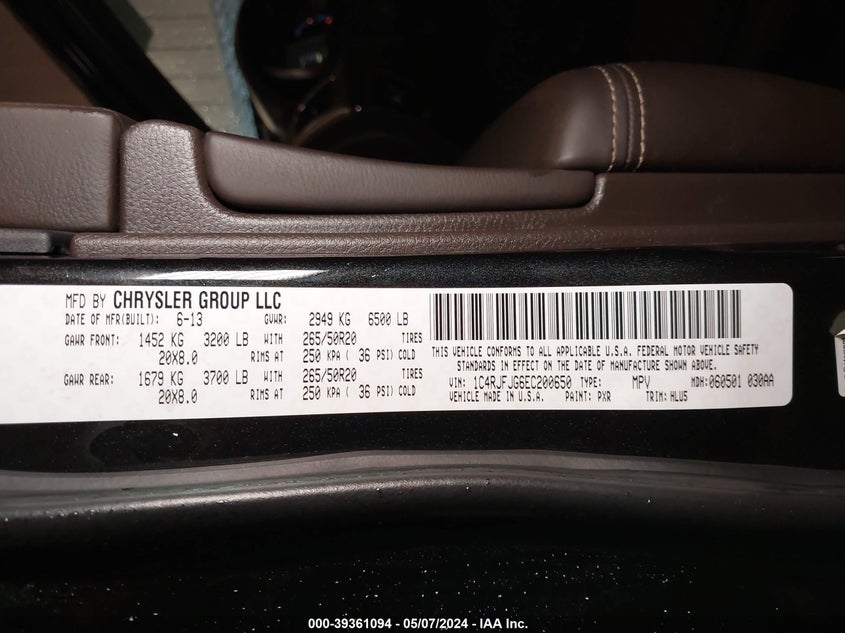 MFD BY CHRYSLER GROUP LLC
DATE OF MFR(BUILT): 6-13 GVWR: 2949 KG 6500 LB
GAWR FRONT: 1452 KG 3200 LB WITH 265/50R20 TIRES
20X8.0 RIMS AT 250 KPA ( 36 PSI) COLD
GAWR REAR: 1679 KG 3700 LB WITH 265/50R20 TIRES
20X8.0 RIMS AT 250 KPA ( 36 PSI) COLD
THIS VEHICLE CONFORMS TO ALL APPLICABLE U.S.A. FEDERAL MOTOR VEHICLE SAFETY
STANDARDS IN EFFECT ON THE DATE OF MANUFACTURE SHOWN ABOVE.
VIN: 1C4RJFJG6EC200650 TYPE: MPV MDH:060501 030AA
VEHICLE MADE IN U.S.A. PAINT: PXR TRIM: HLU5
000-39361094 - 05/07/2024 - IAA Inc.